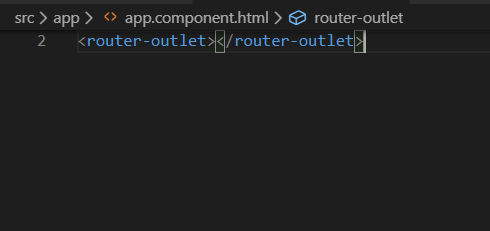 src > app > <> app.component.html > router-outlet
2 <router-outlet></router-outlet>